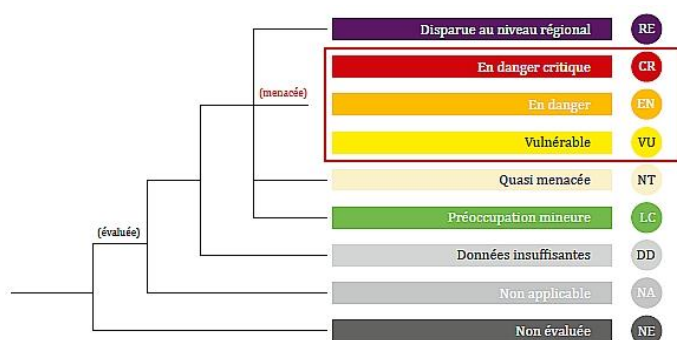 Disparue au niveau régional RE
En danger critique CR
(menacée)
En danger EN
Vulnérable VU
Quasi menacée NT
Préoccupation mineure LC
(évaluée)
Données insuffisantes DD
Non applicable NA
Non évaluée NE